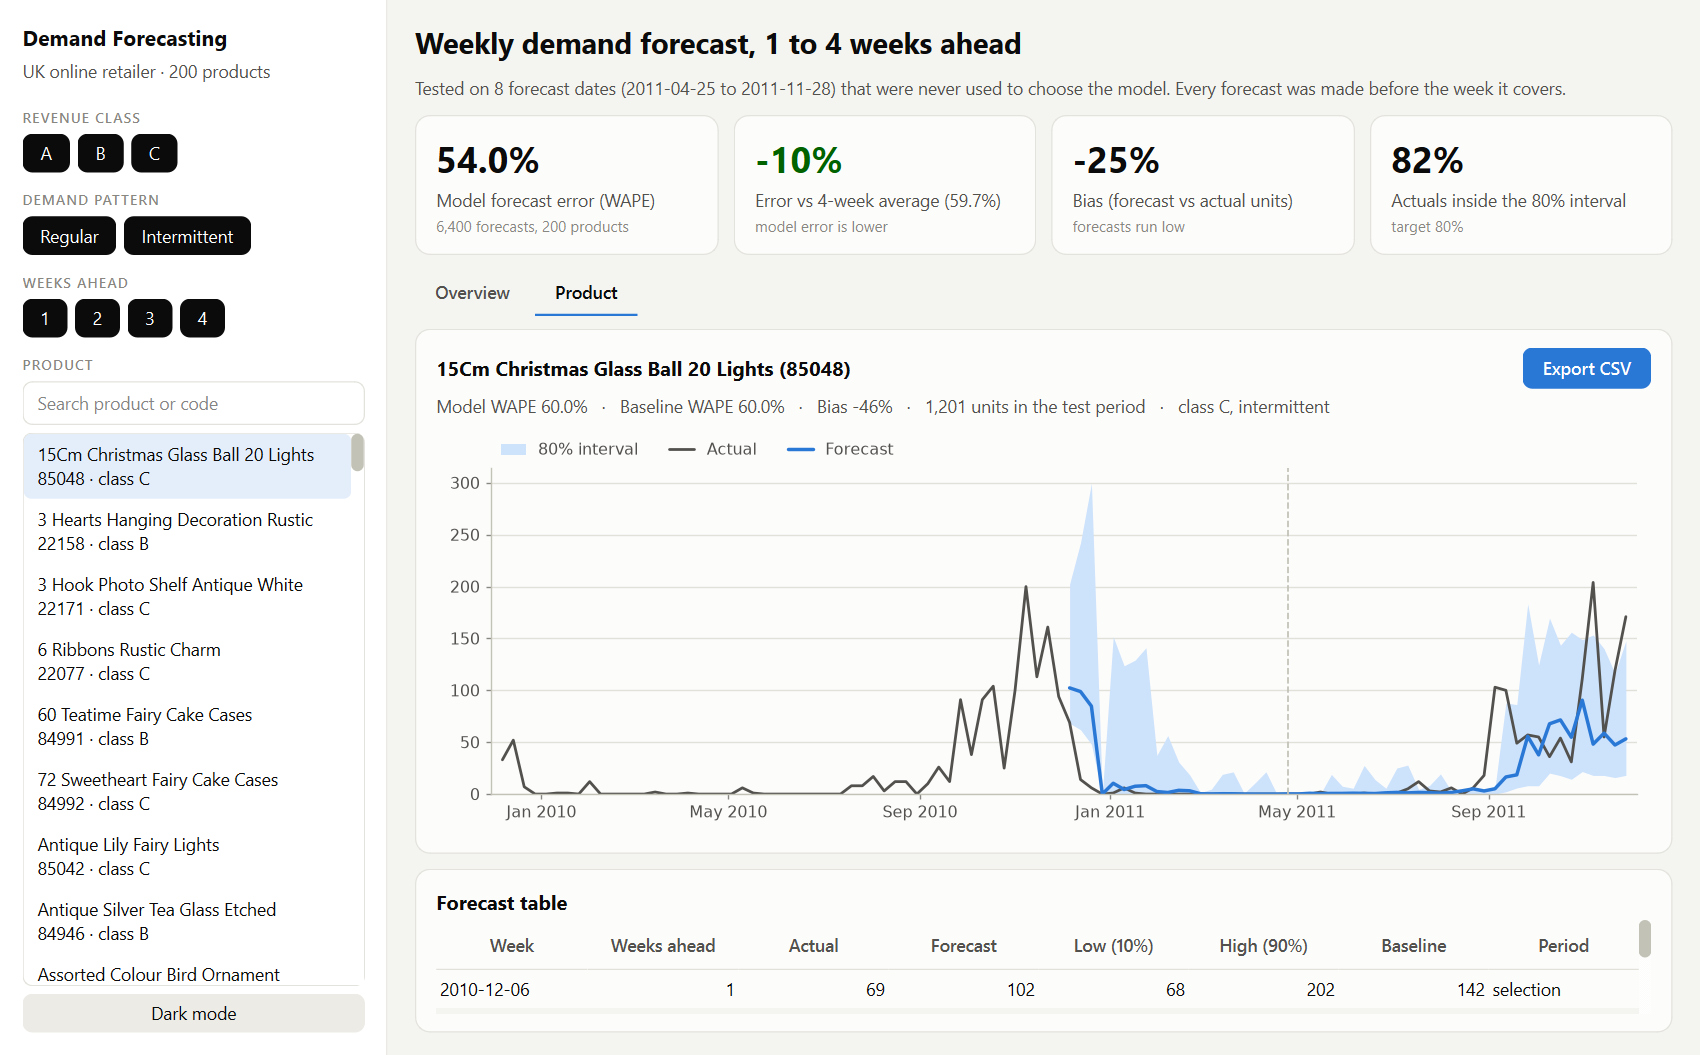 Demand Forecasting
UK online retailer · 200 products
REVENUE CLASS
A B C
DEMAND PATTERN
Regular Intermittent
WEEKS AHEAD
1 2 3 4
PRODUCT
Search product or code
15Cm Christmas Glass Ball 20 Lights
85048 · class C
3 Hearts Hanging Decoration Rustic
22158 · class B
3 Hook Photo Shelf Antique White
22171 · class C
6 Ribbons Rustic Charm
22077 · class C
60 Teatime Fairy Cake Cases
84991 · class B
72 Sweetheart Fairy Cake Cases
84992 · class C
Antique Lily Fairy Lights
85042 · class C
Antique Silver Tea Glass Etched
84946 · class B
Assorted Colour Bird Ornament
Dark mode
Weekly demand forecast, 1 to 4 weeks ahead
Tested on 8 forecast dates (2011-04-25 to 2011-11-28) that were never used to choose the model. Every forecast was made before the week it covers.
54.0%
Model forecast error (WAPE)
6,400 forecasts, 200 products
-10%
Error vs 4-week average (59.7%)
model error is lower
-25%
Bias (forecast vs actual units)
forecasts run low
82%
Actuals inside the 80% interval
target 80%
Overview Product
15Cm Christmas Glass Ball 20 Lights (85048)
Export CSV
Model WAPE 60.0% · Baseline WAPE 60.0% · Bias -46% · 1,201 units in the test period · class C, intermittent
80% interval Actual Forecast
300
250
200
150
100
50
0
Jan 2010 May 2010 Sep 2010 Jan 2011 May 2011 Sep 2011
Forecast table
Week Weeks ahead Actual Forecast Low (10%) High (90%) Baseline Period
2010-12-06 1 69 102 68 202 142 selection